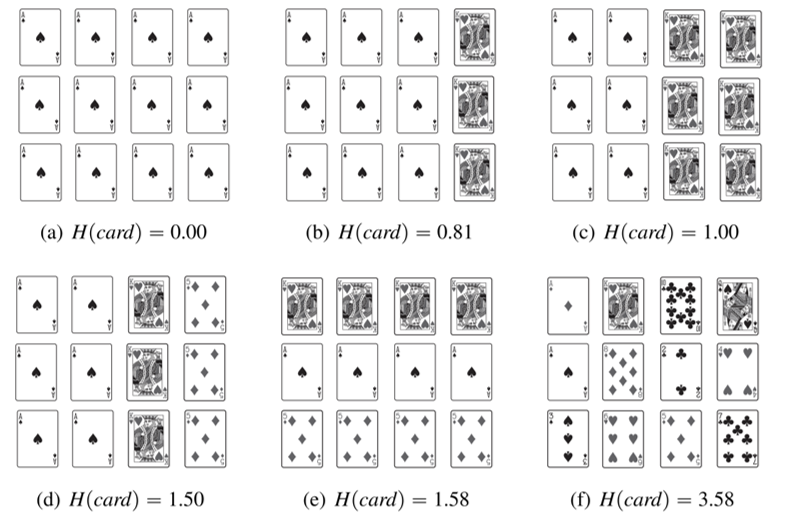 (a) H(card) = 0.00
(b) H(card) = 0.81
(c) H(card) = 1.00
(d) H(card) = 1.50
(e) H(card) = 1.58
(f) H(card) = 3.58